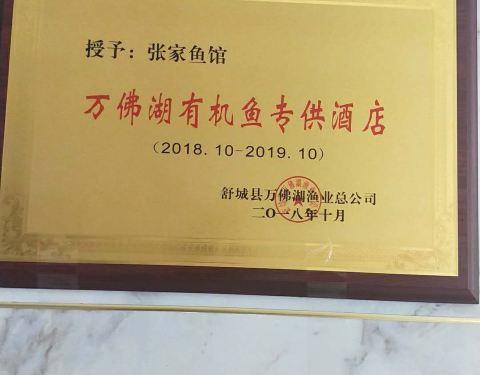 授予：张家鱼馆
万佛湖有机鱼专供酒店
（2018.10-2019.10）
舒城县万佛湖渔业总公司
二〇一八年十月